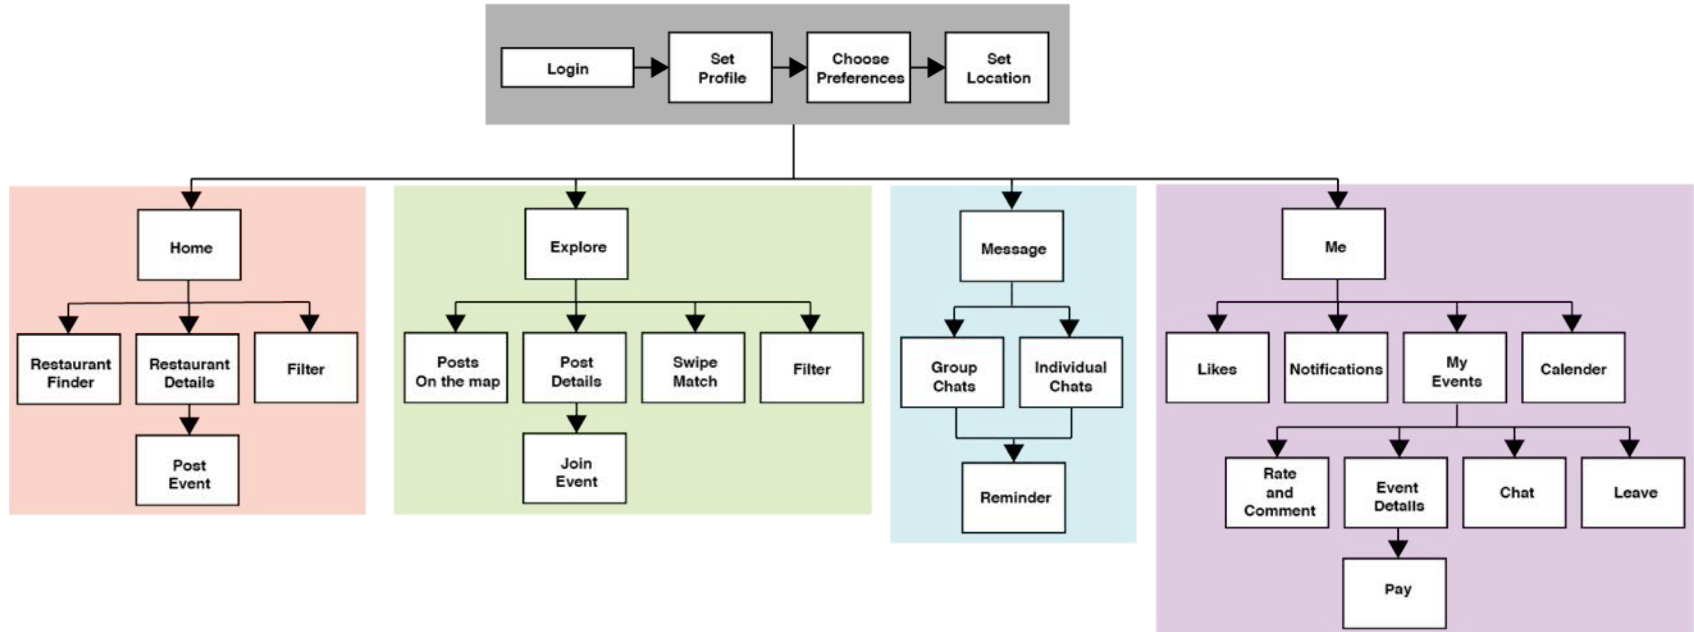 Login
Set
Profile
Choose
Preferences
Set
Location
Home
Restaurant
Finder
Restaurant
Details
Filter
Post
Event
Explore
Posts
On the map
Post
Details
Swipe
Match
Filter
Join
Event
Message
Group
Chats
Individual
Chats
Reminder
Me
Likes
Notifications
My
Events
Calender
Rate
and
Comment
Event
Details
Chat
Leave
Pay